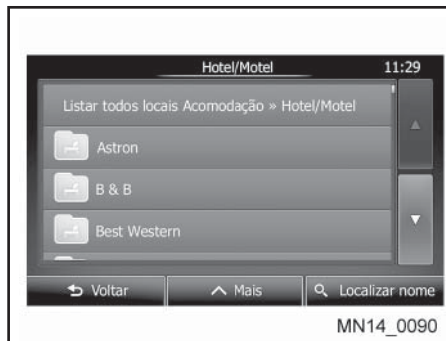 Hotel/Motel 11:29
Listar todos locais Acomodação » Hotel/Motel
Astron
B & B
Best Western
Voltar Mais Localizar nome
MN14_0090